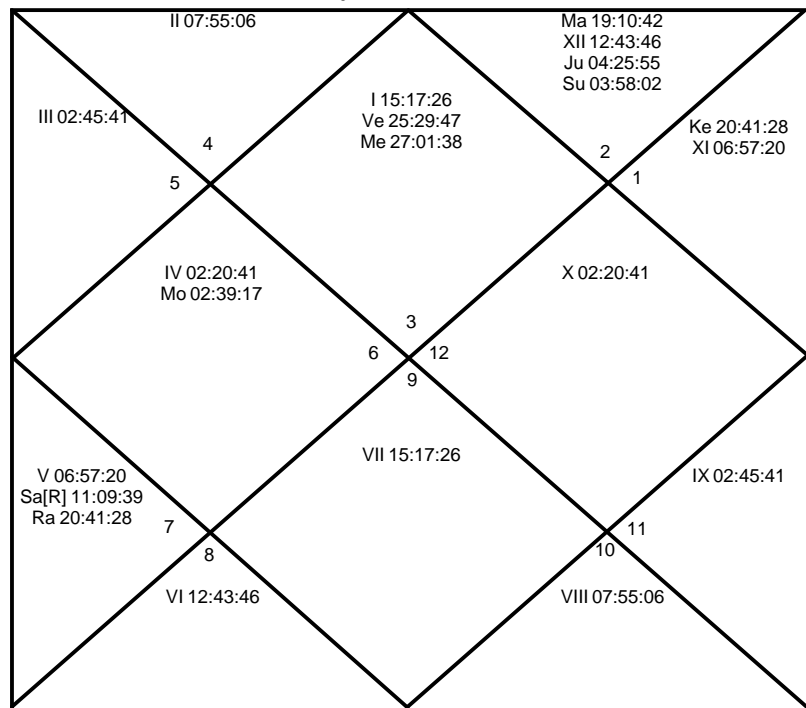 II 07:55:06
Ma 19:10:42
XII 12:43:46
Ju 04:25:55
Su 03:58:02
I 15:17:26
Ve 25:29:47
Me 27:01:38
III 02:45:41
Ke 20:41:28
XI 06:57:20
4
2
5
1
IV 02:20:41
Mo 02:39:17
X 02:20:41
3
6
12
9
VII 15:17:26
V 06:57:20
Sa[R] 11:09:39
Ra 20:41:28
IX 02:45:41
7
11
8
10
VI 12:43:46
VIII 07:55:06